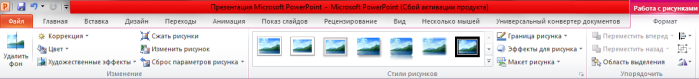 Презентация Microsoft PowerPoint - Microsoft PowerPoint (Сбой активации продукта)
Работа с рисунками
Файл Главная Вставка Дизайн Переходы Анимация Показ слайдов Рецензирование Вид Несколько мышей Универсальный конвертер документов Формат
Удалить фон
Коррекция Сжать рисунки
Цвет Изменить рисунок
Художественные эффекты Сброс параметров рисунка
Изменение
Граница рисунка
Эффекты для рисунка
Макет рисунка
Стили рисунков
Переместить вперед
Переместить назад
Область выделения
Упорядочить